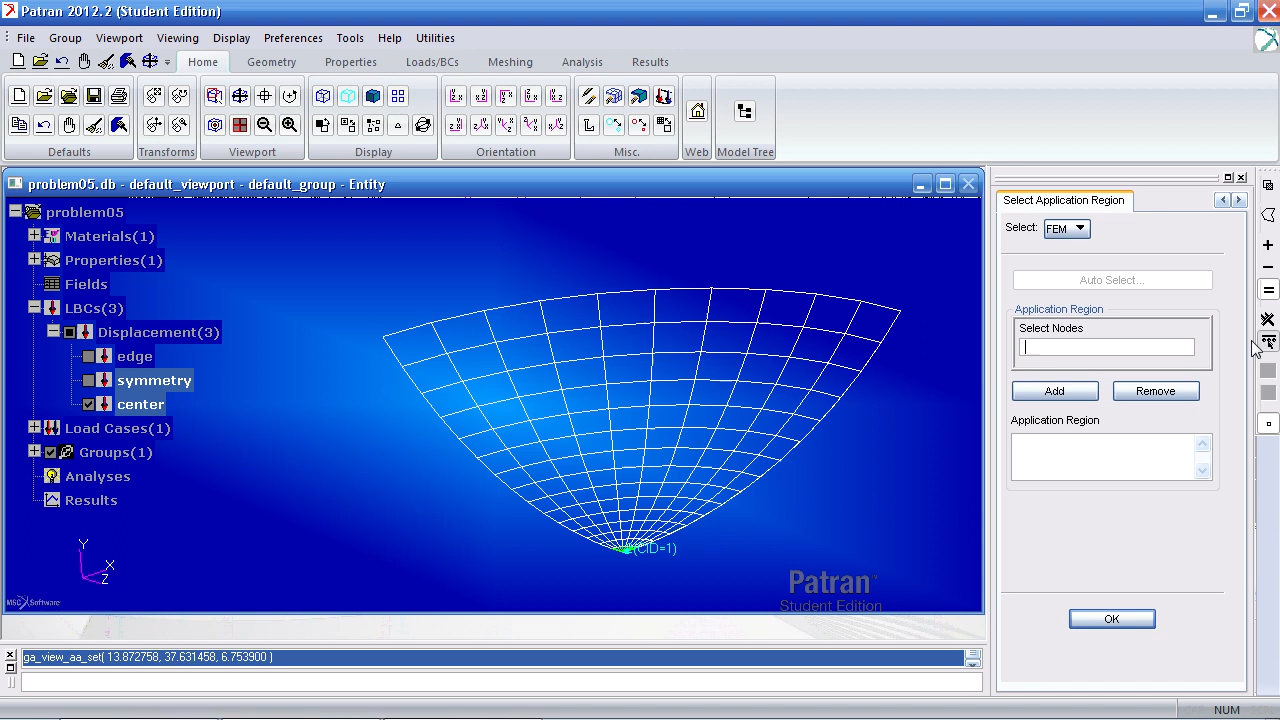 Patran 2012.2 (Student Edition)
File Group Viewport Viewing Display Preferences Tools Help Utilities
Home Geometry Properties Loads/BCs Meshing Analysis Results
Defaults Transforms Viewport Display Orientation Misc. Web Model Tree
problem05.db - default_viewport - default_group - Entity
problem05
Materials(1)
Properties(1)
Fields
LBCs(3)
Displacement(3)
edge
symmetry
center
Load Cases(1)
Groups(1)
Analyses
Results
(CID=1)
Y
X
Z
MSC Software
Patran
Student Edition
Select Application Region
Select: FEM
Auto Select...
Application Region
Select Nodes
Add Remove
Application Region
OK
ga_view_aa_set( 13.872758, 37.631458, 6.753900 )
NUM